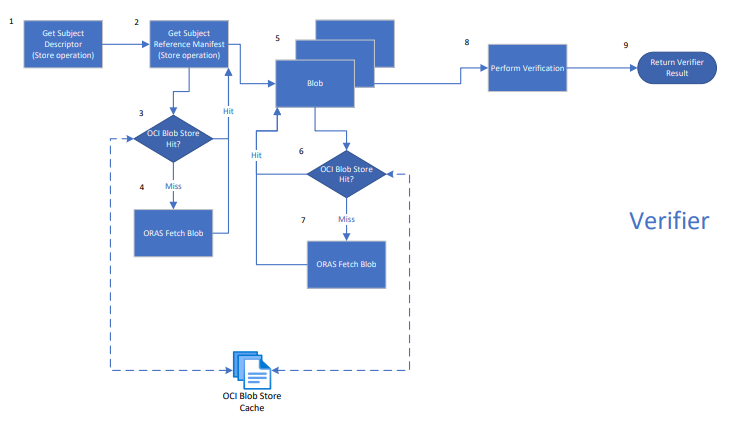 1
Get Subject
Descriptor
(Store operation)
2
Get Subject
Reference Manifest
(Store operation)
3
OCI Blob Store
Hit?
Hit
Miss
4
ORAS Fetch Blob
5
Blob
6
OCI Blob Store
Hit?
Hit
Miss
7
ORAS Fetch Blob
8
Perform Verification
9
Return Verifier
Result
Verifier
OCI Blob Store
Cache